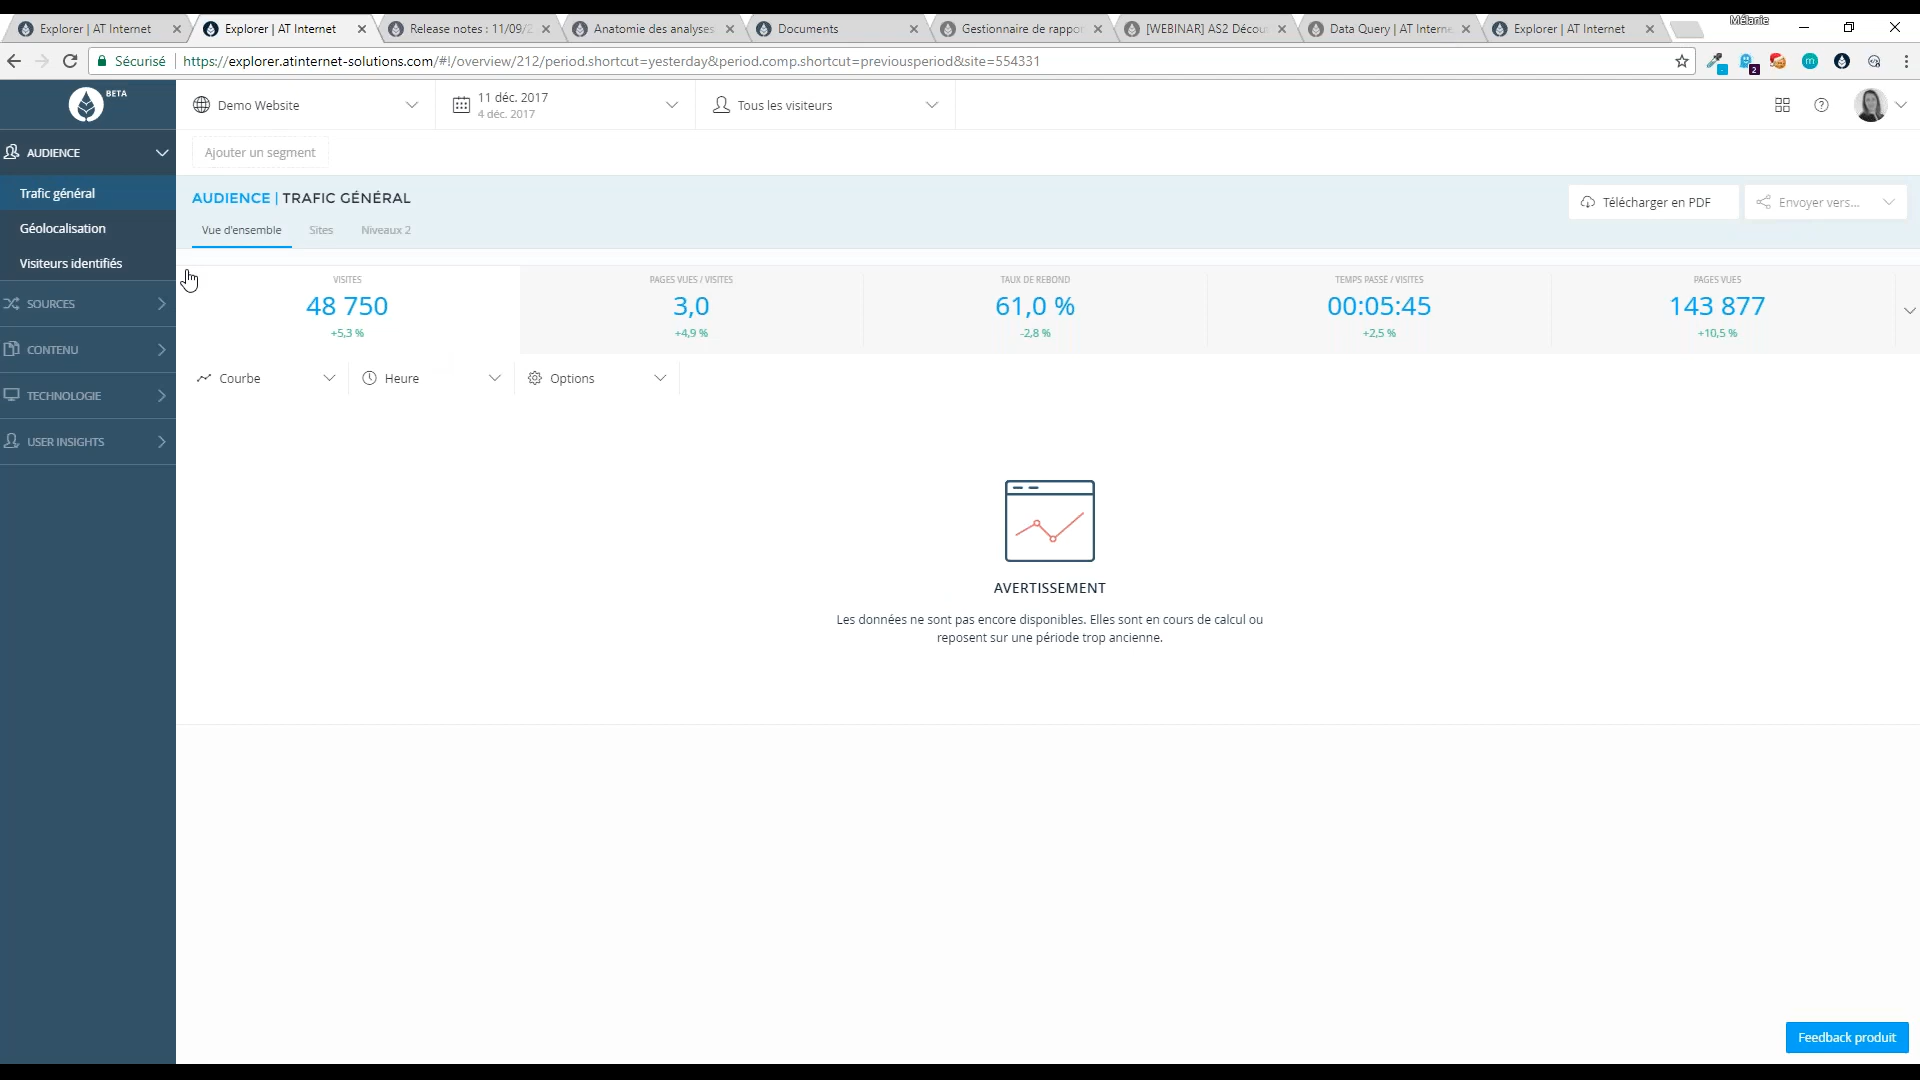 Mélanie
Explorer | AT Internet
Explorer | AT Internet
Release notes : 11/09/2
Anatomie des analyses
Documents
Gestionnaire de rappor
[WEBINAR] AS2 Décou
Data Query | AT Interne
Explorer | AT Internet
Sécurisé
https://explorer.atinternet-solutions.com/#!/overview/212/period.shortcut=yesterday&period.comp.shortcut=previousperiod&site=554331
2
m
BETA
Demo Website
11 déc. 2017
4 déc. 2017
Tous les visiteurs
?
AUDIENCE
Trafic général
Géolocalisation
Visiteurs identifiés
SOURCES
CONTENU
TECHNOLOGIE
USER INSIGHTS
Ajouter un segment
AUDIENCE | TRAFIC GÉNÉRAL
Télécharger en PDF
Envoyer vers...
Vue d'ensemble
Sites
Niveaux 2
VISITES
48 750
+5,3 %
PAGES VUES / VISITES
3,0
+4,9 %
TAUX DE REBOND
61,0 %
-2,8 %
TEMPS PASSÉ / VISITES
00:05:45
+2,5 %
PAGES VUES
143 877
+10,5 %
Courbe
Heure
Options
AVERTISSEMENT
Les données ne sont pas encore disponibles. Elles sont en cours de calcul ou
reposent sur une période trop ancienne.
Feedback produit